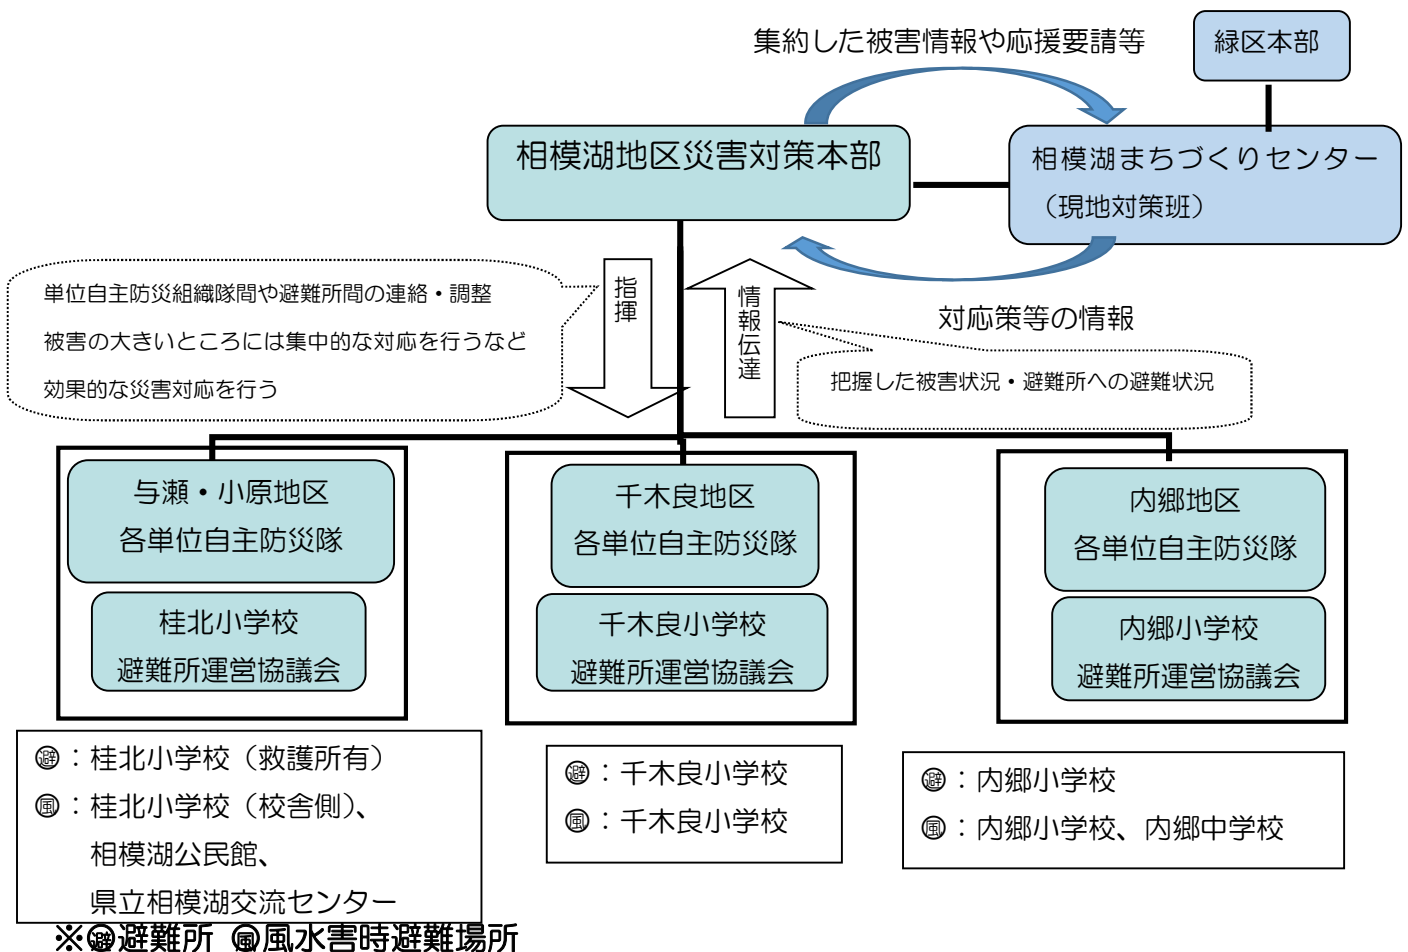 集約した被害情報や応援要請等
緑区本部
相模湖地区災害対策本部
相模湖まちづくりセンター
（現地対策班）
単位自主防災組織隊間や避難所間の連絡・調整
被害の大きいところには集中的な対応を行うなど
効果的な災害対応を行う
指揮
情報伝達
対応策等の情報
把握した被害状況・避難所への避難状況
与瀬・小原地区
各単位自主防災隊
桂北小学校
避難所運営協議会
千木良地区
各単位自主防災隊
千木良小学校
避難所運営協議会
内郷地区
各単位自主防災隊
内郷小学校
避難所運営協議会
避：桂北小学校（救護所有）
風：桂北小学校（校舎側）、
相模湖公民館、
県立相模湖交流センター
避：千木良小学校
風：千木良小学校
避：内郷小学校
風：内郷小学校、内郷中学校
※避避難所 風風水害時避難場所